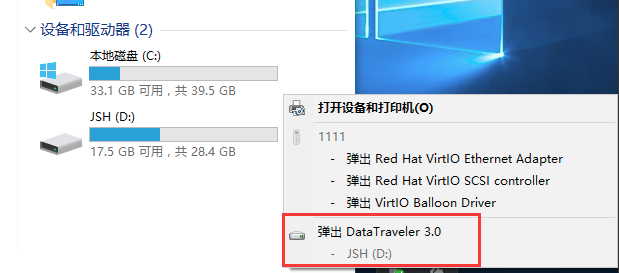 设备和驱动器 (2)
本地磁盘 (C:)
33.1 GB 可用，共 39.5 GB
JSH (D:)
17.5 GB 可用，共 28.4 GB
打开设备和打印机(O)
1111
- 弹出 Red Hat VirtIO Ethernet Adapter
- 弹出 Red Hat VirtIO SCSI controller
- 弹出 VirtIO Balloon Driver
弹出 DataTraveler 3.0
- JSH (D:)